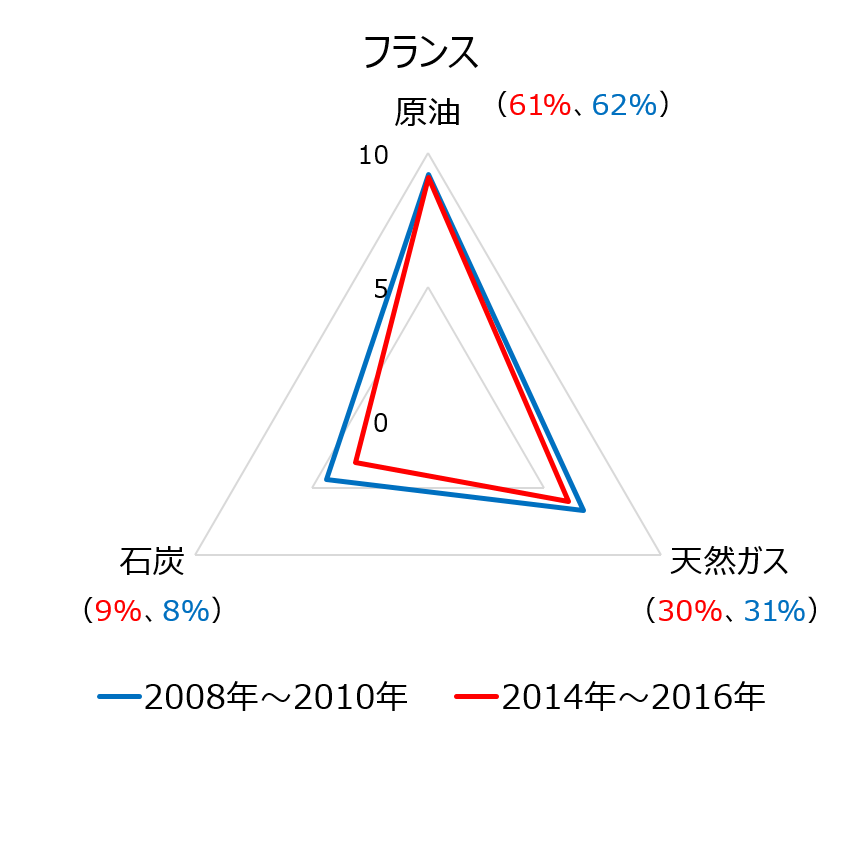 フランス
原油 （61%、62%）
10
5
0
石炭
天然ガス
（9%、8%）
（30%、31%）
2008年～2010年
2014年～2016年